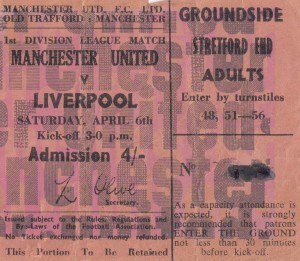 MANCHESTER UTD. F.C. LTD.
OLD TRAFFORD : MANCHESTER
1st DIVISION LEAGUE MATCH
MANCHESTER UNITED
V
LIVERPOOL
SATURDAY, APRIL 6th
Kick-off 3-0 p.m.
Admission 4/-
Secretary.
Issued subject to the Rules, Regulations and
Bye-Laws of the Football Association.
No Ticket exchanged nor money refunded.
This Portion To Be Retained
GROUNDSIDE
STRETFORD END
ADULTS
Enter by turnstiles
48, 51—56.
No
As a capacity attendance is
expected, it is strongly
recommended that patrons
ENTER THE GROUND
not less than 30 minutes
before kick-off.